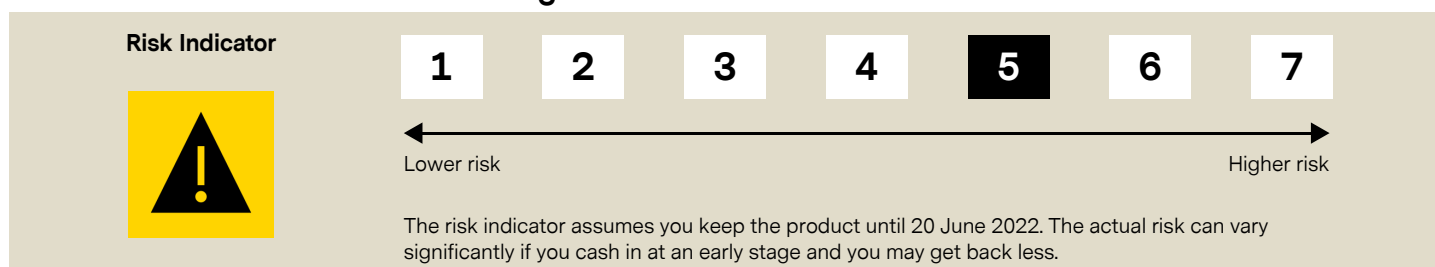 Risk Indicator
1 2 3 4 5 6 7
Lower risk Higher risk
The risk indicator assumes you keep the product until 20 June 2022. The actual risk can vary
significantly if you cash in at an early stage and you may get back less.